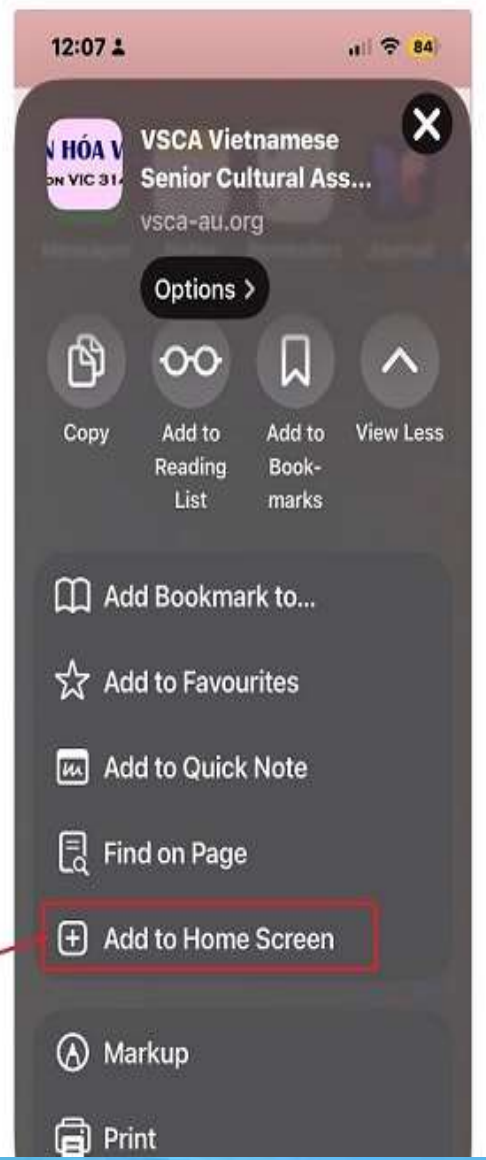 12:07
84
N HÓA V
ON VIC 314
VSCA Vietnamese
Senior Cultural Ass...
vsca-au.org
Options >
Copy
Add to
Reading
List
Add to
Book-
marks
View Less
Add Bookmark to...
Add to Favourites
Add to Quick Note
Find on Page
Add to Home Screen
Markup
Print